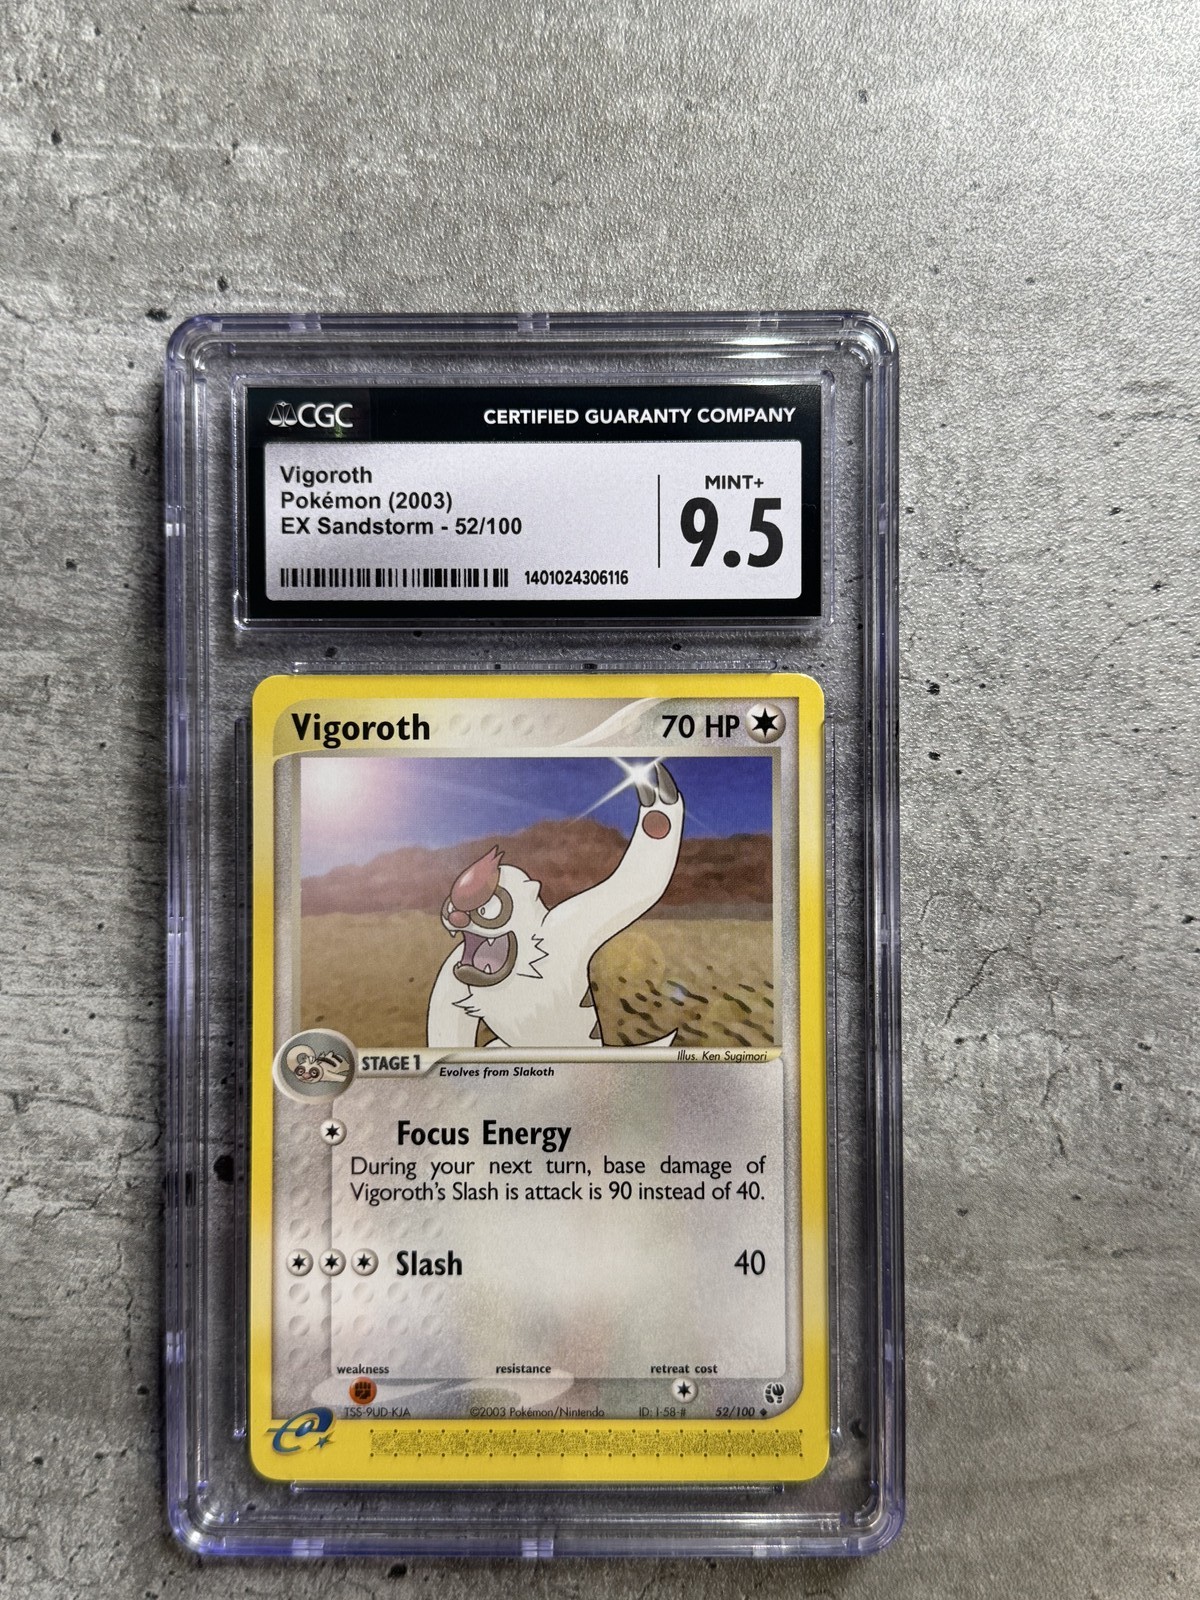 CGC
CERTIFIED GUARANTY COMPANY
Vigoroth
Pokémon (2003)
EX Sandstorm - 52/100
MINT+
9.5
1401024306116
Vigoroth
70 HP
Illus. Ken Sugimori
STAGE 1
Evolves from Slakoth
Focus Energy
During your next turn, base damage of
Vigoroth's Slash is attack is 90 instead of 40.
Slash 40
weakness resistance retreat cost
TSS-9UD-KJA ©2003 Pokémon/Nintendo ID: I-58-# 52/100
e